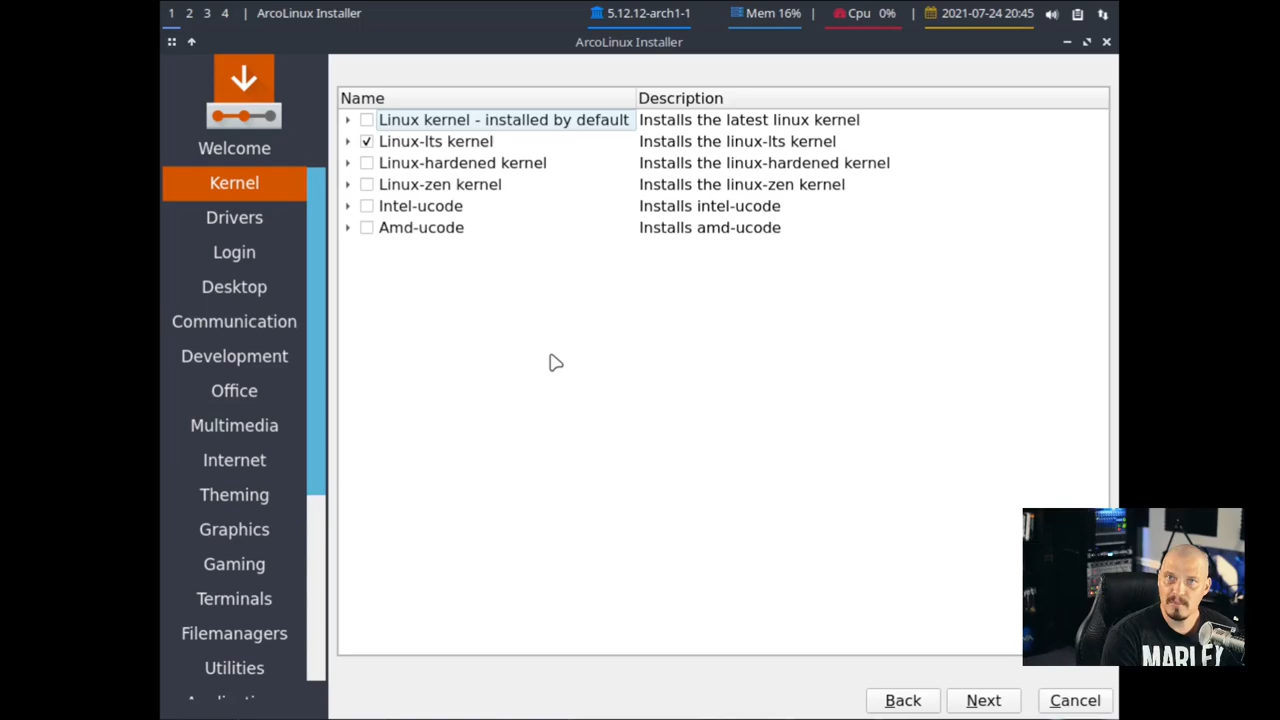 1 2 3 4 | ArcoLinux Installer 5.12.12-arch1-1 Mem 16% | Cpu 0% | 2021-07-24 20:45
ArcoLinux Installer
Welcome
Kernel
Drivers
Login
Desktop
Communication
Development
Office
Multimedia
Internet
Theming
Graphics
Gaming
Terminals
Filemanagers
Utilities
Name Description
Linux kernel - installed by default Installs the latest linux kernel
Linux-lts kernel Installs the linux-lts kernel
Linux-hardened kernel Installs the linux-hardened kernel
Linux-zen kernel Installs the linux-zen kernel
Intel-ucode Installs intel-ucode
Amd-ucode Installs amd-ucode
MARLEY
Back Next Cancel